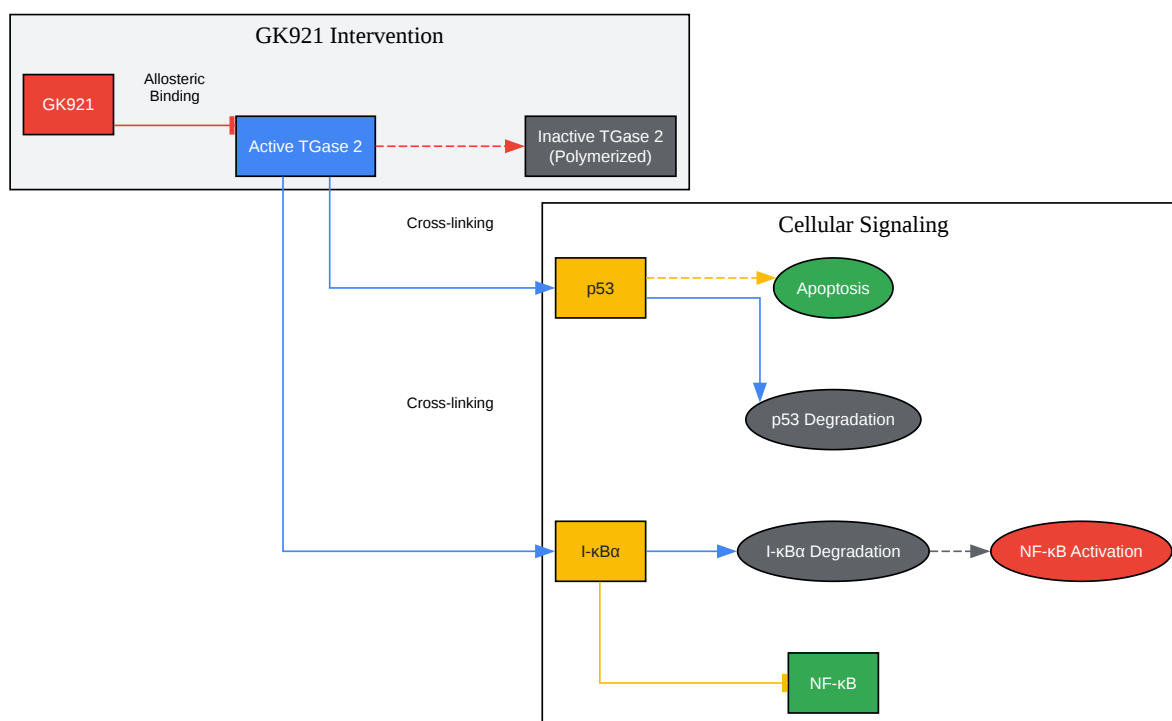 GK921 Intervention
GK921
Allosteric
Binding
Active TGase 2
Inactive TGase 2
(Polymerized)
Cross-linking
Cellular Signaling
p53
Apoptosis
Cross-linking
p53 Degradation
I-κBα
I-κBα Degradation
NF-κB Activation
NF-κB